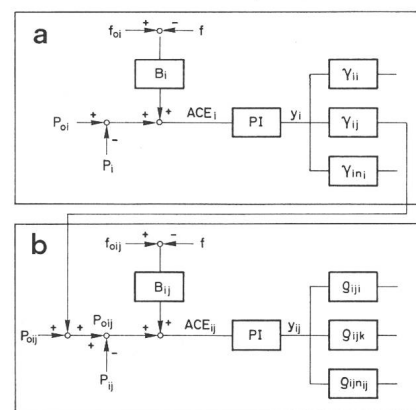 a
f_oi + − f
B_i
P_oi + + + ACE_i PI y_i
−
P_i
γ_ii
γ_ij
γ_in_i
b
f_oij + − f
B_ij
P_oij + + P_oij + + + ACE_ij PI y_ij
−
P_ij
g_iji
g_ijk
g_ijn_ij